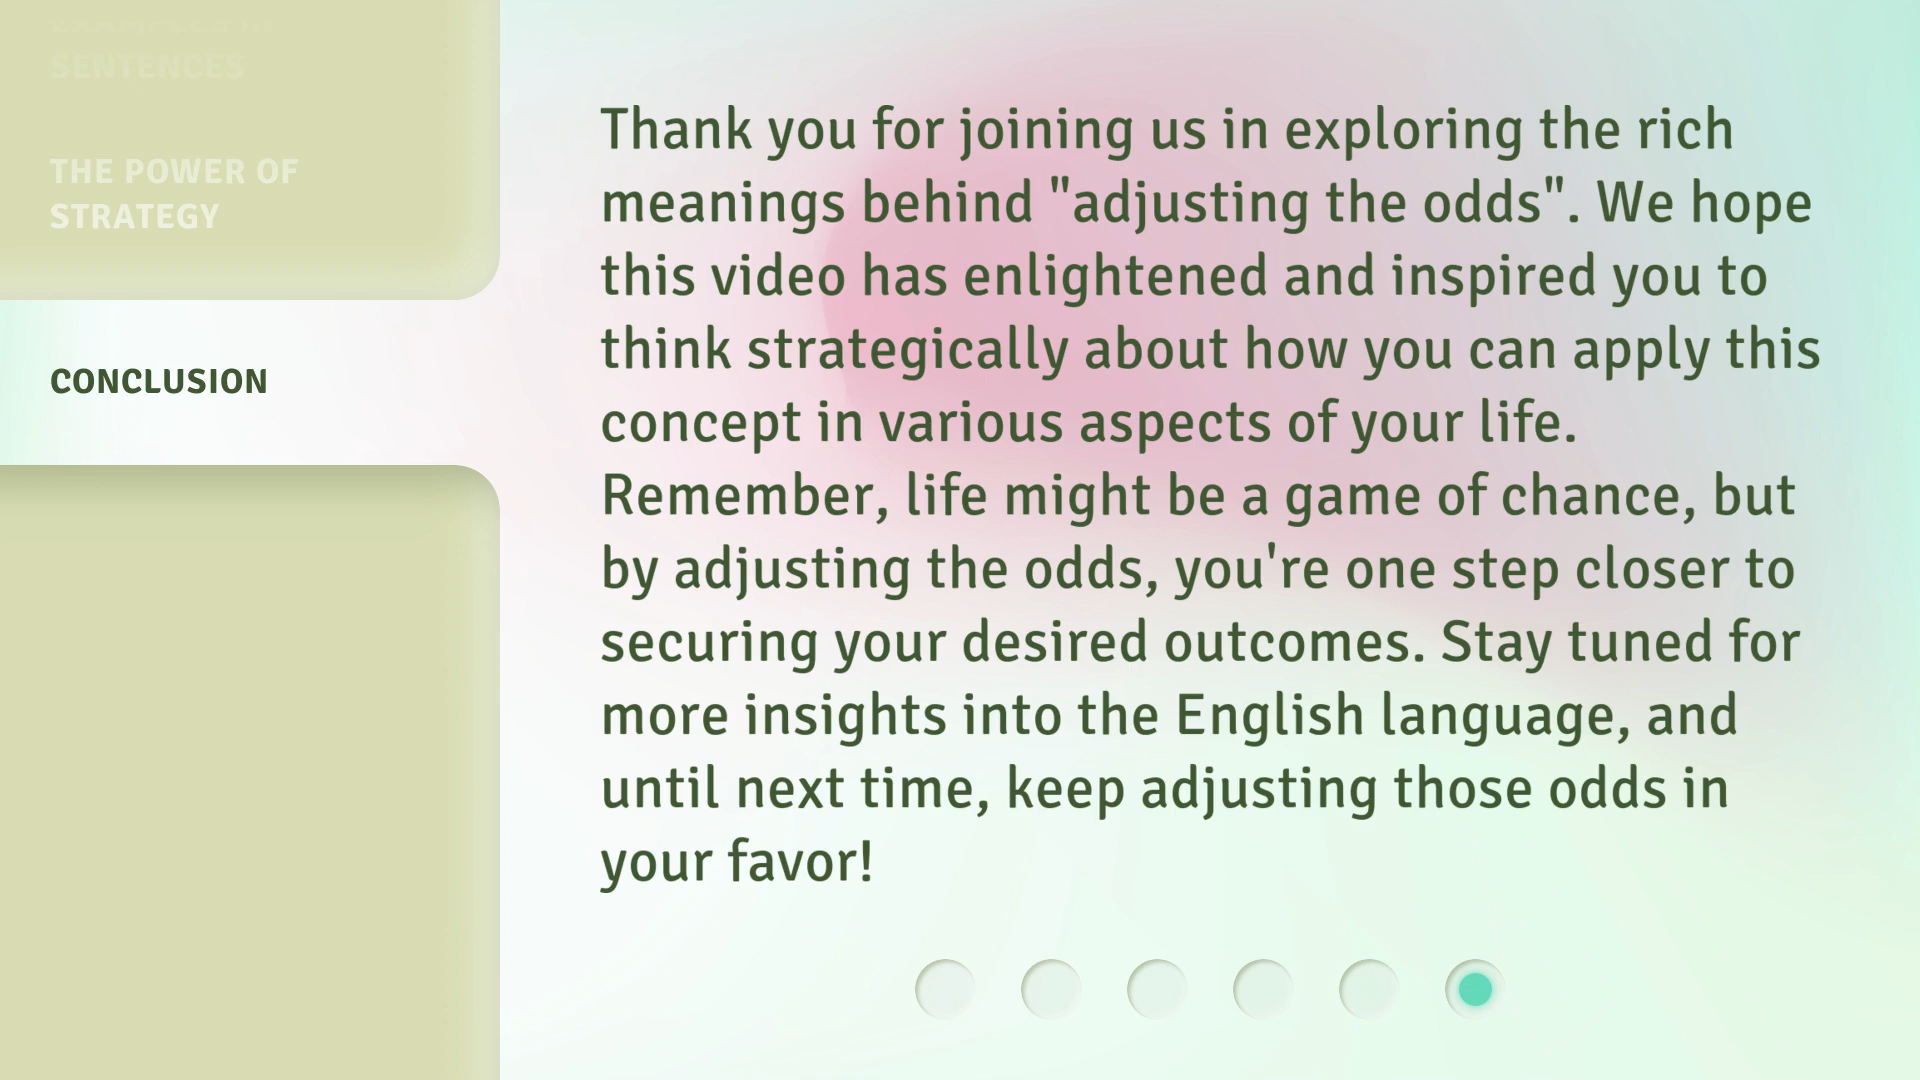 SENTENCES
THE POWER OF
STRATEGY
CONCLUSION
Thank you for joining us in exploring the rich
meanings behind "adjusting the odds". We hope
this video has enlightened and inspired you to
think strategically about how you can apply this
concept in various aspects of your life.
Remember, life might be a game of chance, but
by adjusting the odds, you're one step closer to
securing your desired outcomes. Stay tuned for
more insights into the English language, and
until next time, keep adjusting those odds in
your favor!